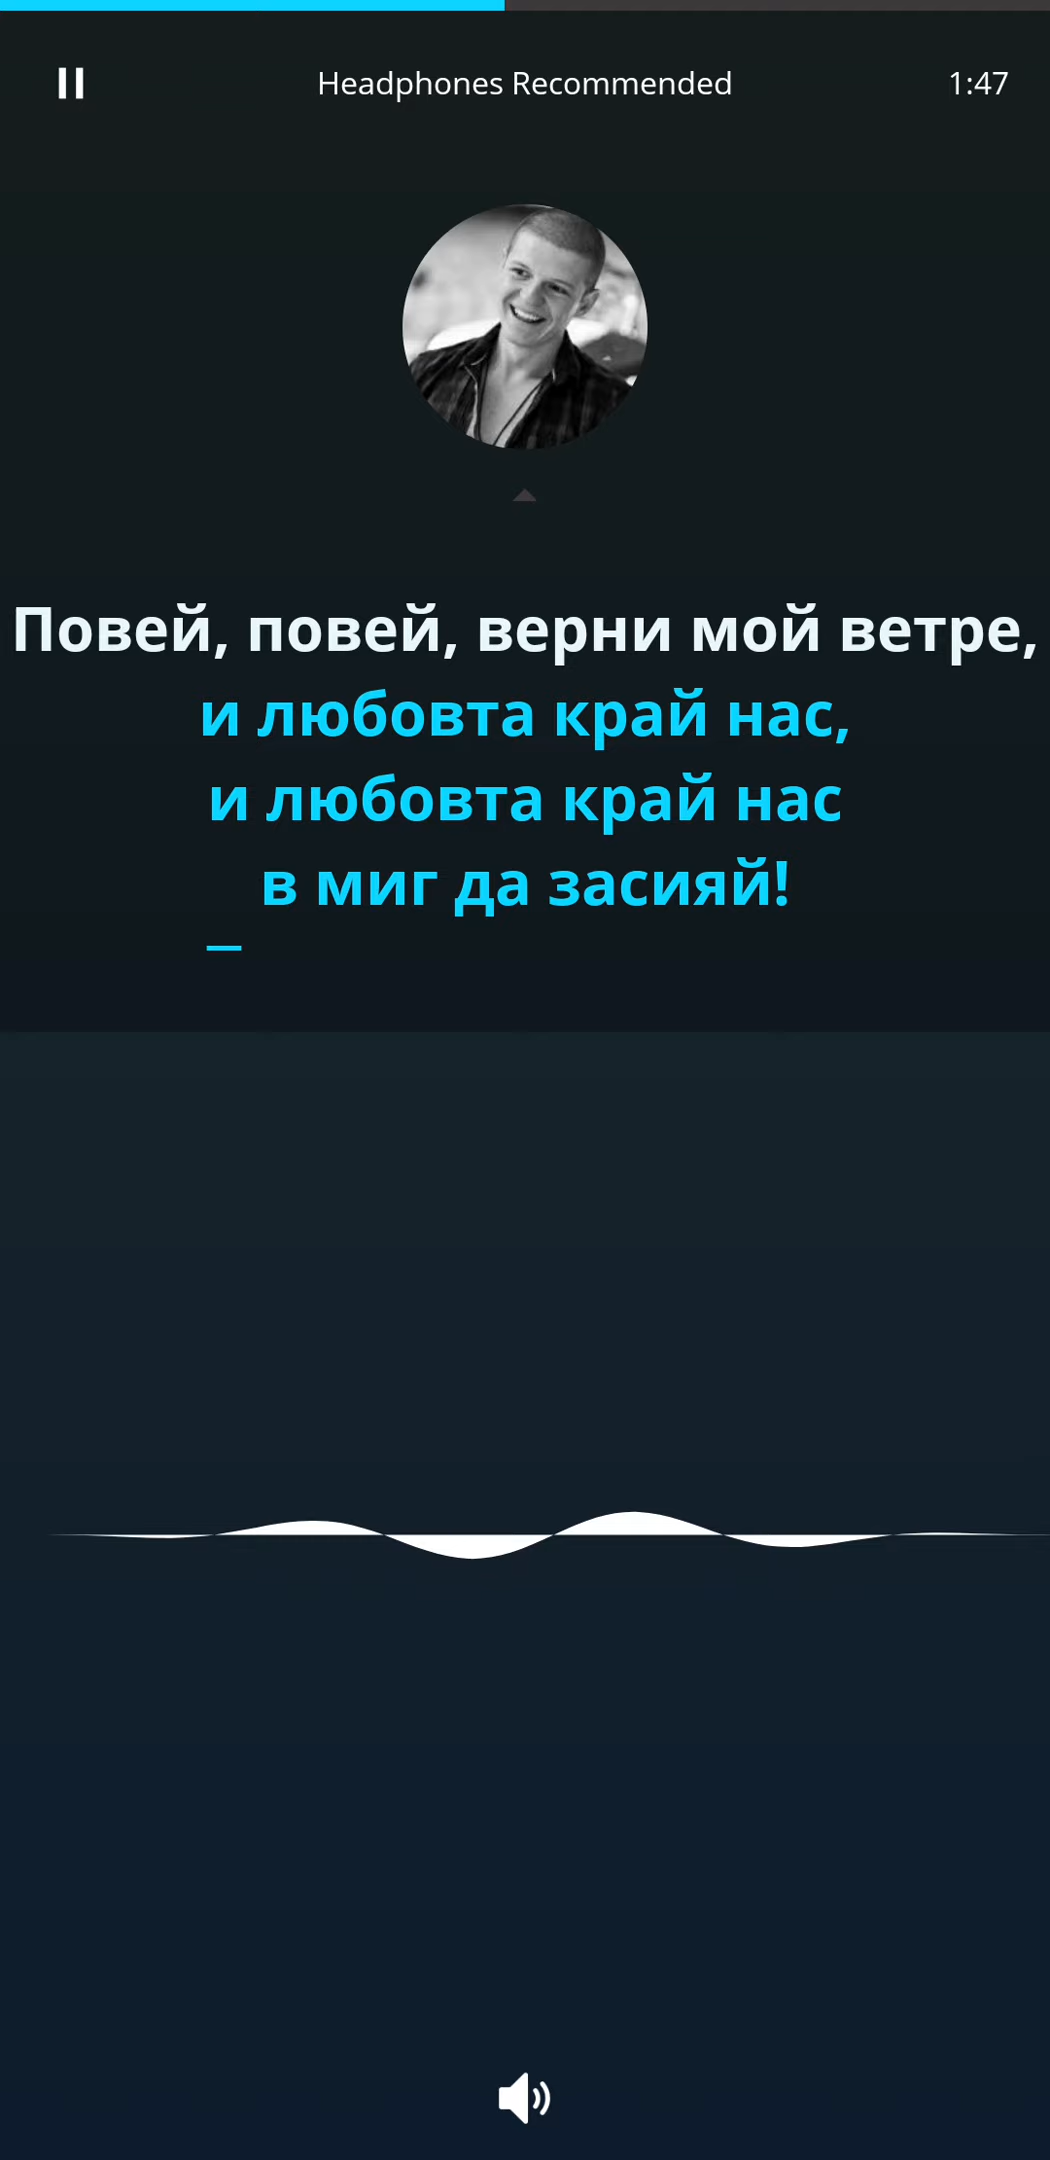 Headphones Recommended
1:47
Повей, повей, верни мой ветре,
и любовта край нас,
и любовта край нас
в миг да засияй!